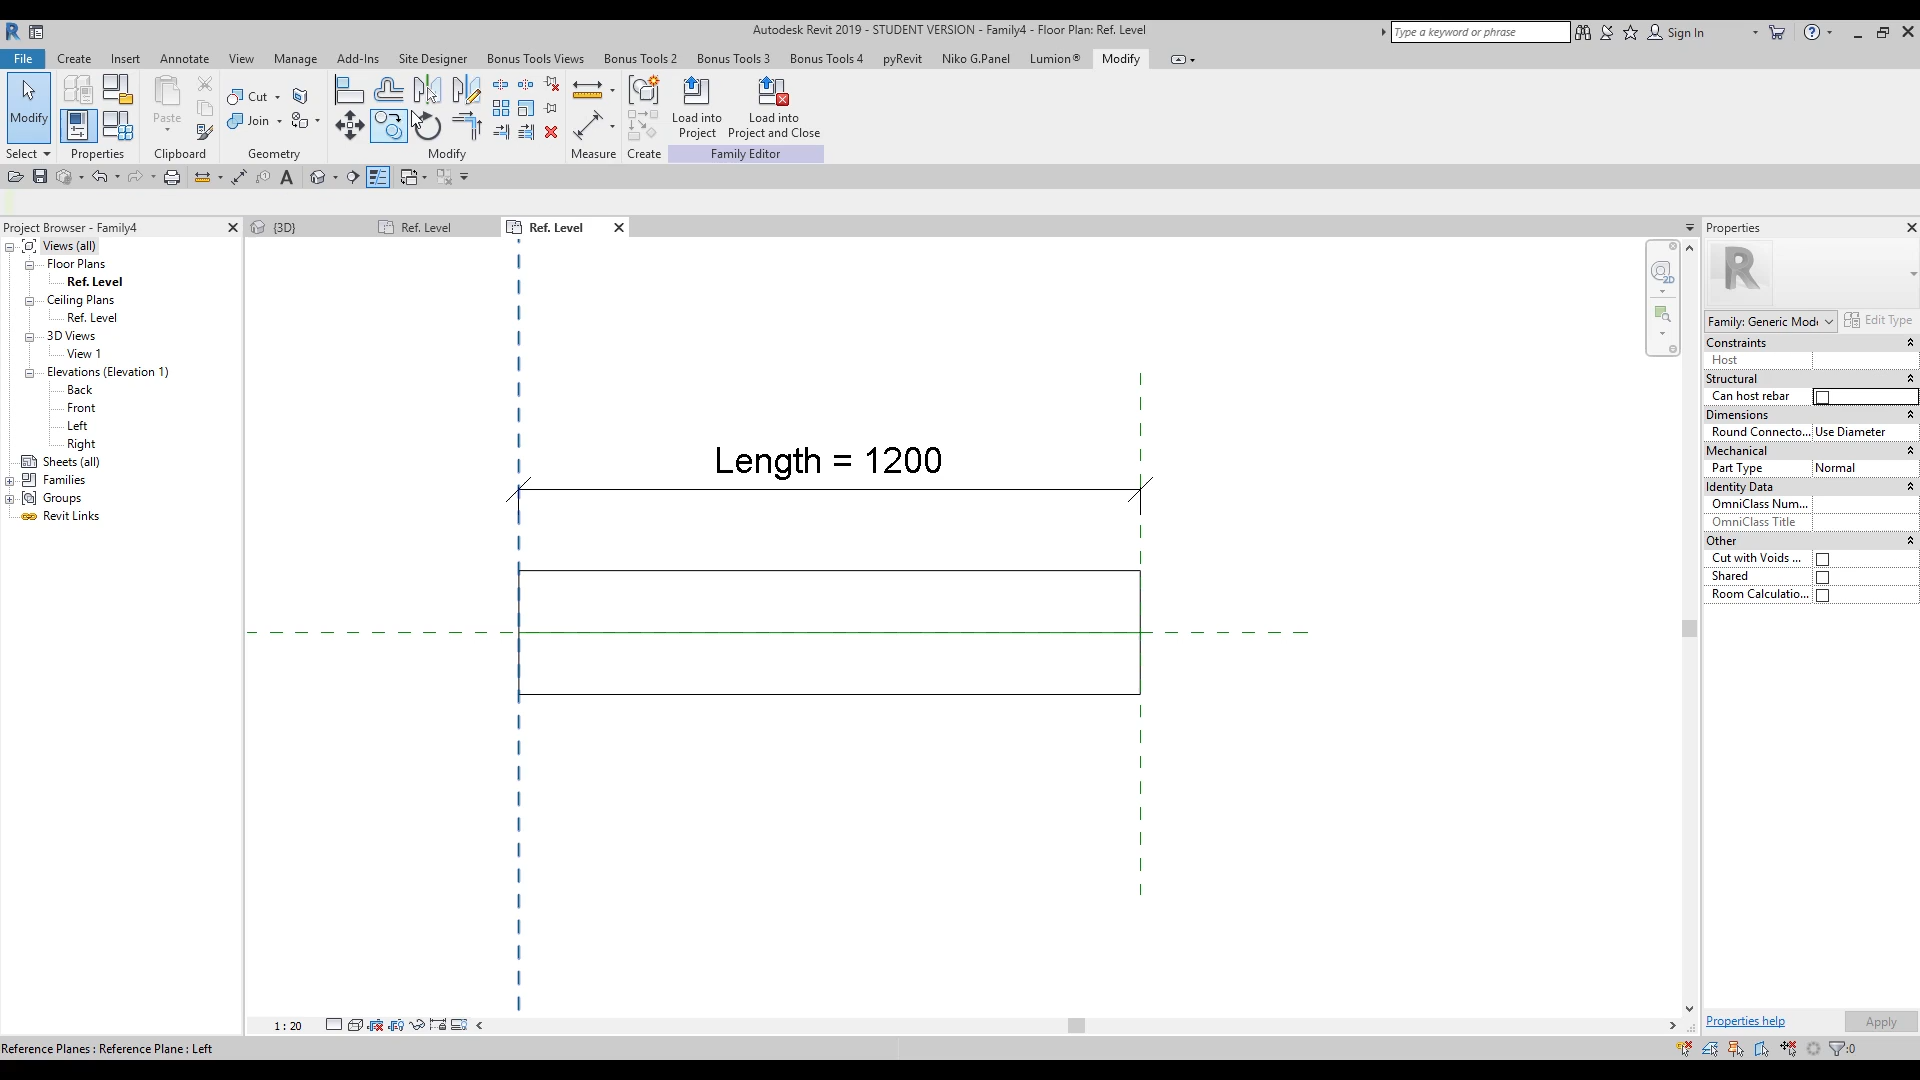 Autodesk Revit 2019 - STUDENT VERSION - Family4 - Floor Plan: Ref. Level
Type a keyword or phrase
Sign In
File Create Insert Annotate View Manage Add-Ins Site Designer Bonus Tools Views Bonus Tools 2 Bonus Tools 3 Bonus Tools 4 pyRevit Niko G.Panel Lumion® Modify
Modify
Paste
Cut
Join
Load into Project
Load into Project and Close
Select Properties Clipboard Geometry Modify Measure Create Family Editor
Project Browser - Family4
{3D} Ref. Level Ref. Level
Views (all)
Floor Plans
Ref. Level
Ceiling Plans
Ref. Level
3D Views
View 1
Elevations (Elevation 1)
Back
Front
Left
Right
Sheets (all)
Families
Groups
Revit Links
Length = 1200
2D
Properties
Family: Generic Mode
Edit Type
Constraints
Host
Structural
Can host rebar
Dimensions
Round Connecto... Use Diameter
Mechanical
Part Type Normal
Identity Data
OmniClass Num...
OmniClass Title
Other
Cut with Voids ...
Shared
Room Calculatio...
Properties help
Apply
1 : 20
Reference Planes : Reference Plane : Left
:0